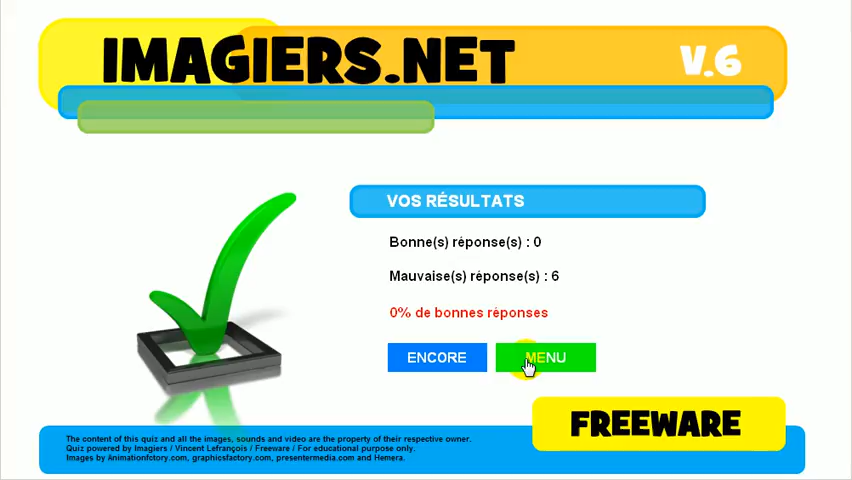 IMAGIERS.NET
V.6
VOS RÉSULTATS
Bonne(s) réponse(s) : 0
Mauvaise(s) réponse(s) : 6
0% de bonnes réponses
ENCORE
MENU
FREEWARE
The content of this quiz and all the images, sounds and video are the property of their respective owner.
Quiz powered by Imagiers / Vincent Lefrançois / Freeware / For educational purpose only.
Images by Animationfctory.com, graphicsfactory.com, presentermedia.com and Hemera.